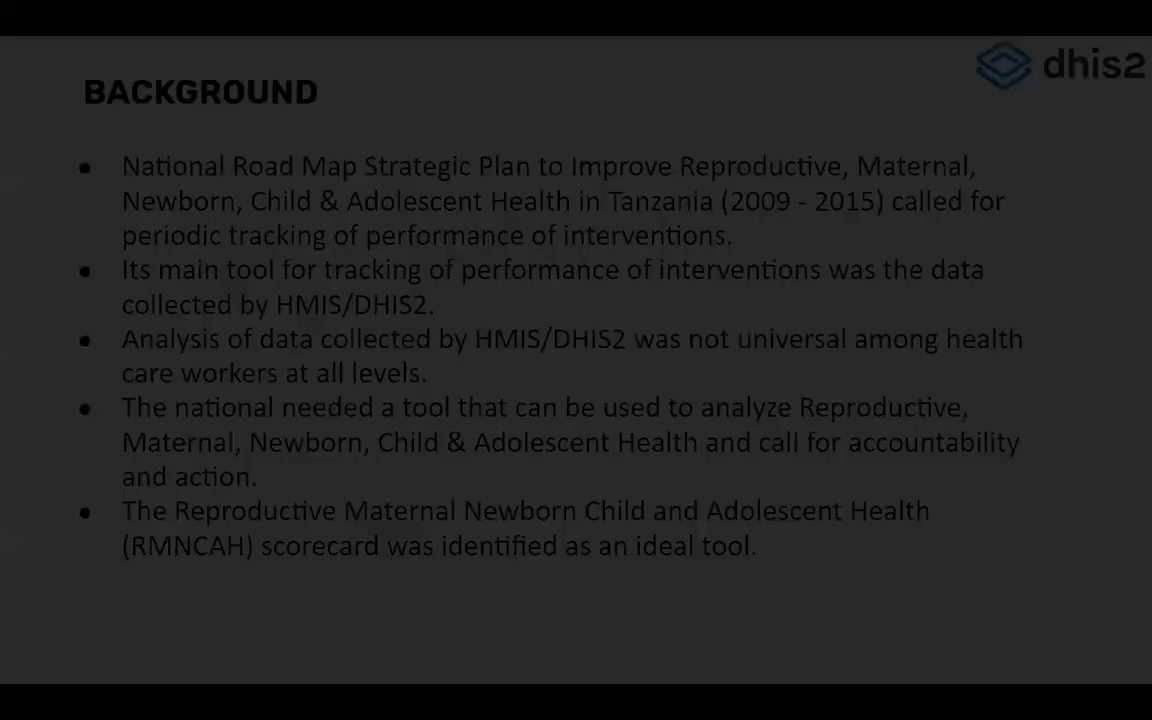 dhis2
BACKGROUND
● National Road Map Strategic Plan to Improve Reproductive, Maternal,
Newborn, Child & Adolescent Health in Tanzania (2009 - 2015) called for
periodic tracking of performance of interventions.
● Its main tool for tracking of performance of interventions was the data
collected by HMIS/DHIS2.
● Analysis of data collected by HMIS/DHIS2 was not universal among health
care workers at all levels.
● The national needed a tool that can be used to analyze Reproductive,
Maternal, Newborn, Child & Adolescent Health and call for accountability
and action.
● The Reproductive Maternal Newborn Child and Adolescent Health
(RMNCAH) scorecard was identified as an ideal tool.